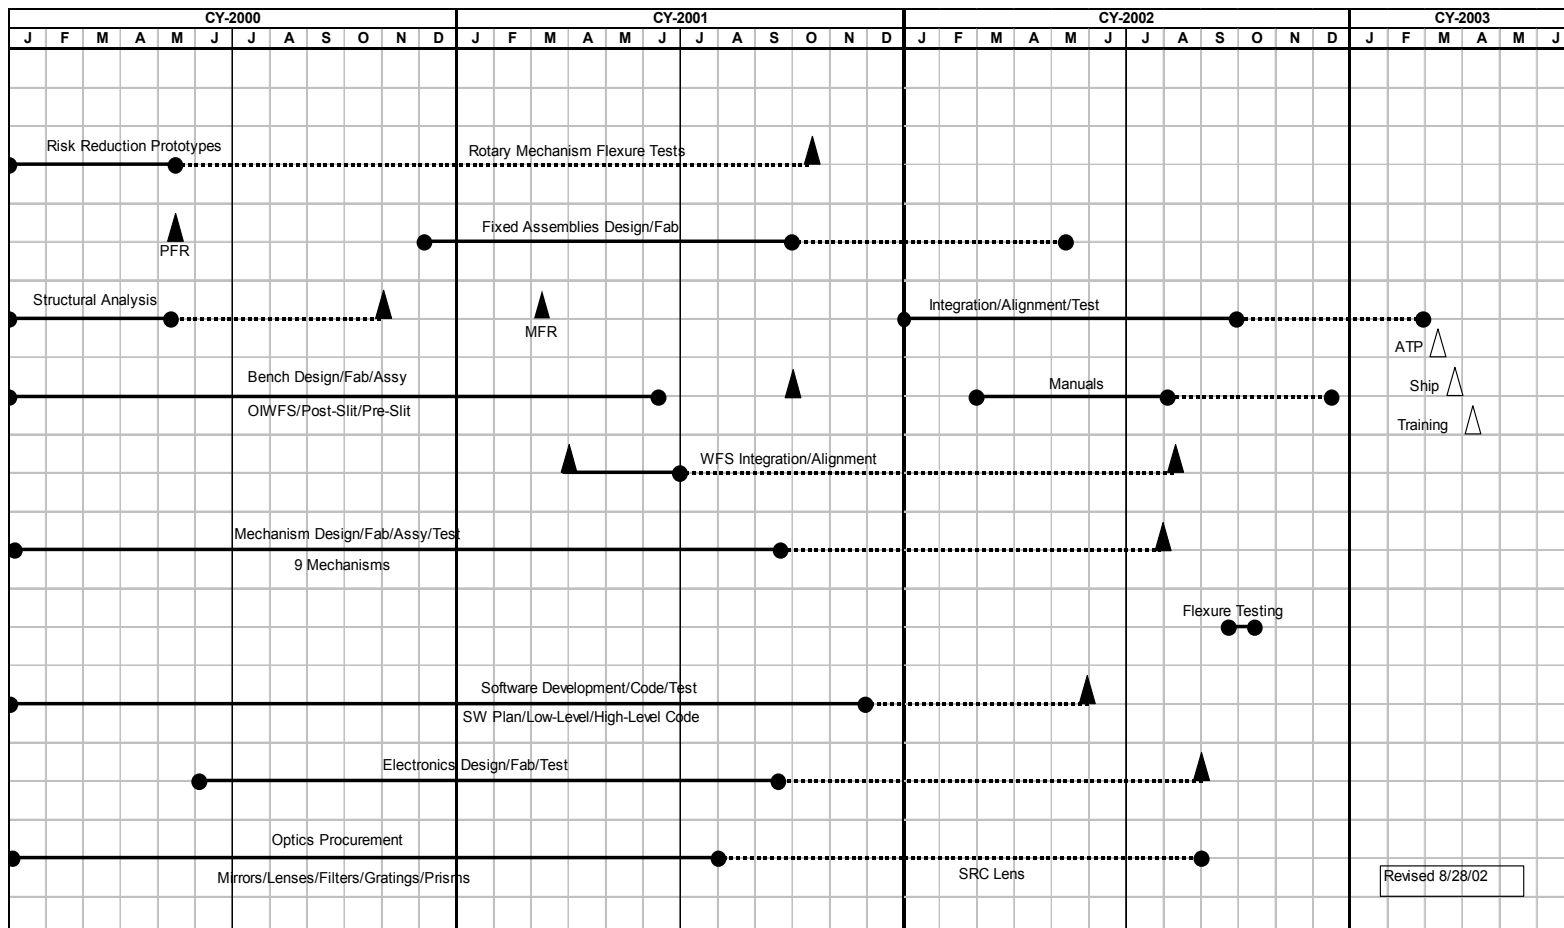 CY-2000 CY-2001 CY-2002 CY-2003
J F M A M J J A S O N D J F M A M J J A S O N D J F M A M J J A S O N D J F M A M J
Risk Reduction Prototypes
Rotary Mechanism Flexure Tests
PFR
Fixed Assemblies Design/Fab
Structural Analysis
MFR
Integration/Alignment/Test
ATP
Bench Design/Fab/Assy
OIWFS/Post-Slit/Pre-Slit
Manuals
Ship
Training
WFS Integration/Alignment
Mechanism Design/Fab/Assy/Test
9 Mechanisms
Flexure Testing
Software Development/Code/Test
SW Plan/Low-Level/High-Level Code
Electronics Design/Fab/Test
Optics Procurement
Mirrors/Lenses/Filters/Gratings/Prisms
SRC Lens
Revised 8/28/02